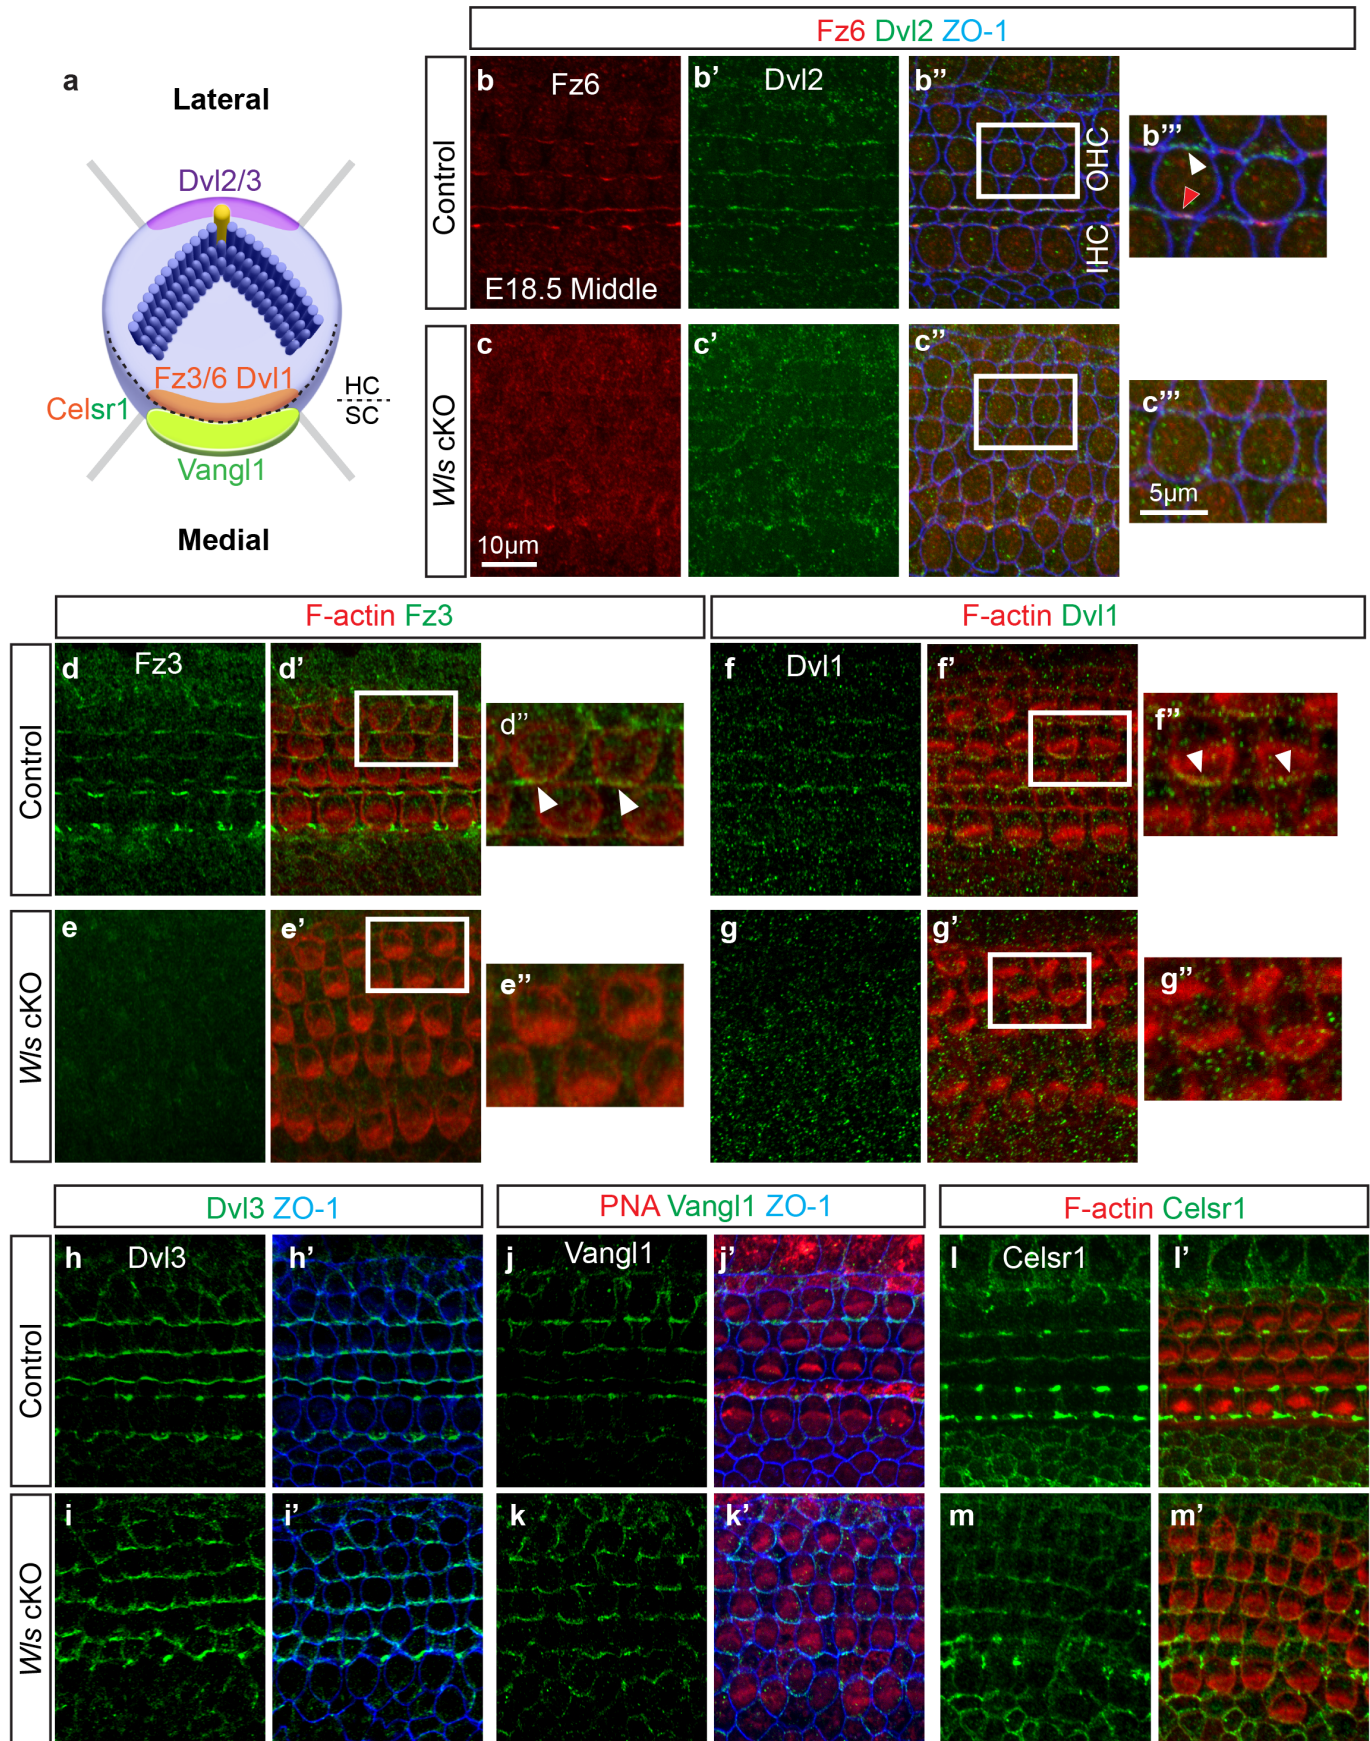 Fz6 Dvl2 ZO-1
a
Lateral
Dvl2/3
Fz3/6 Dvl1
Celsr1
HC
SC
Vangl1
Medial
Control
b
Fz6
E18.5 Middle
b’
Dvl2
b’’
OHC
IHC
b’’’
Wls cKO
c
10µm
c’
c’’
c’’’
5µm
F-actin Fz3
F-actin Dvl1
Control
d
Fz3
d’
d’’
f
Dvl1
f’
f’’
Wls cKO
e
e’
e’’
g
g’
g’’
Dvl3 ZO-1
PNA Vangl1 ZO-1
F-actin Celsr1
Control
h
Dvl3
h’
j
Vangl1
j’
l
Celsr1
l’
Wls cKO
i
i’
k
k’
m
m’